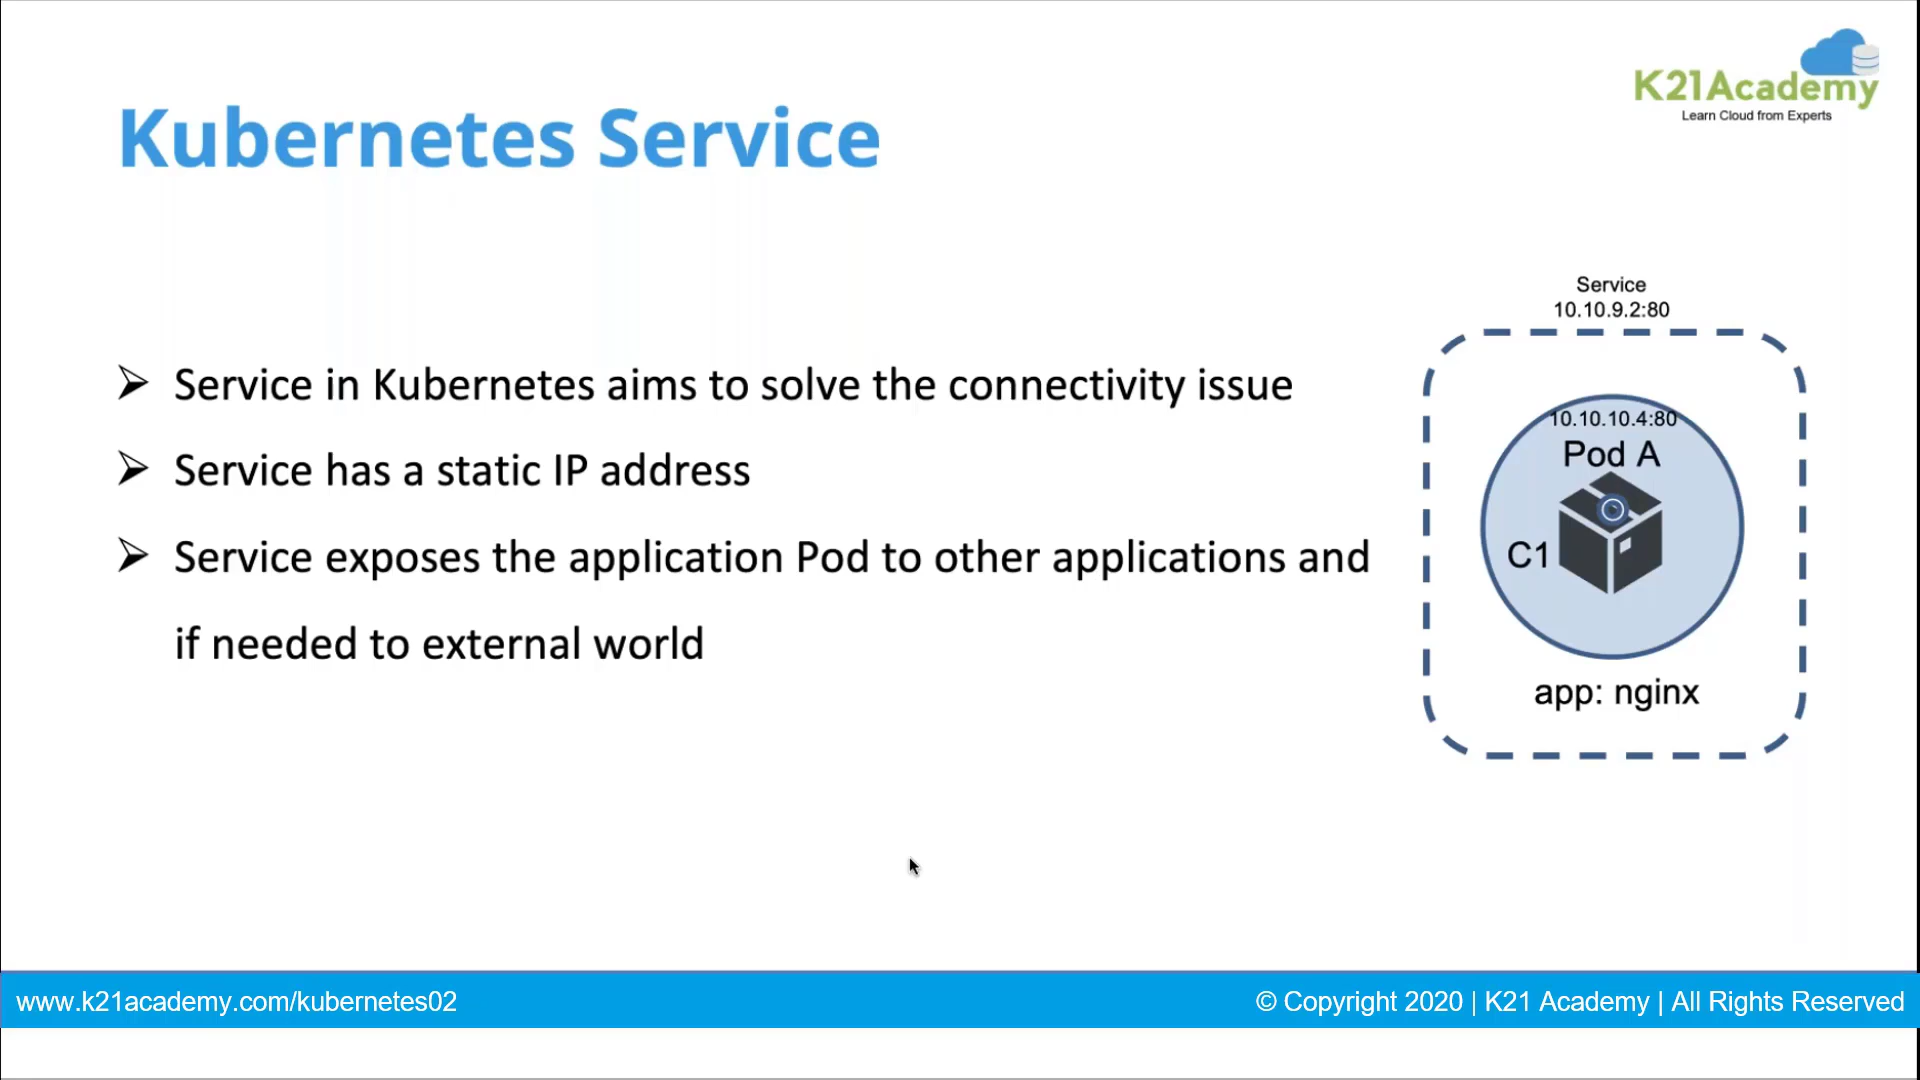 K21Academy
Learn Cloud from Experts
Kubernetes Service
Service in Kubernetes aims to solve the connectivity issue
Service has a static IP address
Service exposes the application Pod to other applications and
if needed to external world
Service
10.10.9.2:80
10.10.10.4:80
Pod A
C1
app: nginx
www.k21academy.com/kubernetes02
© Copyright 2020 | K21 Academy | All Rights Reserved